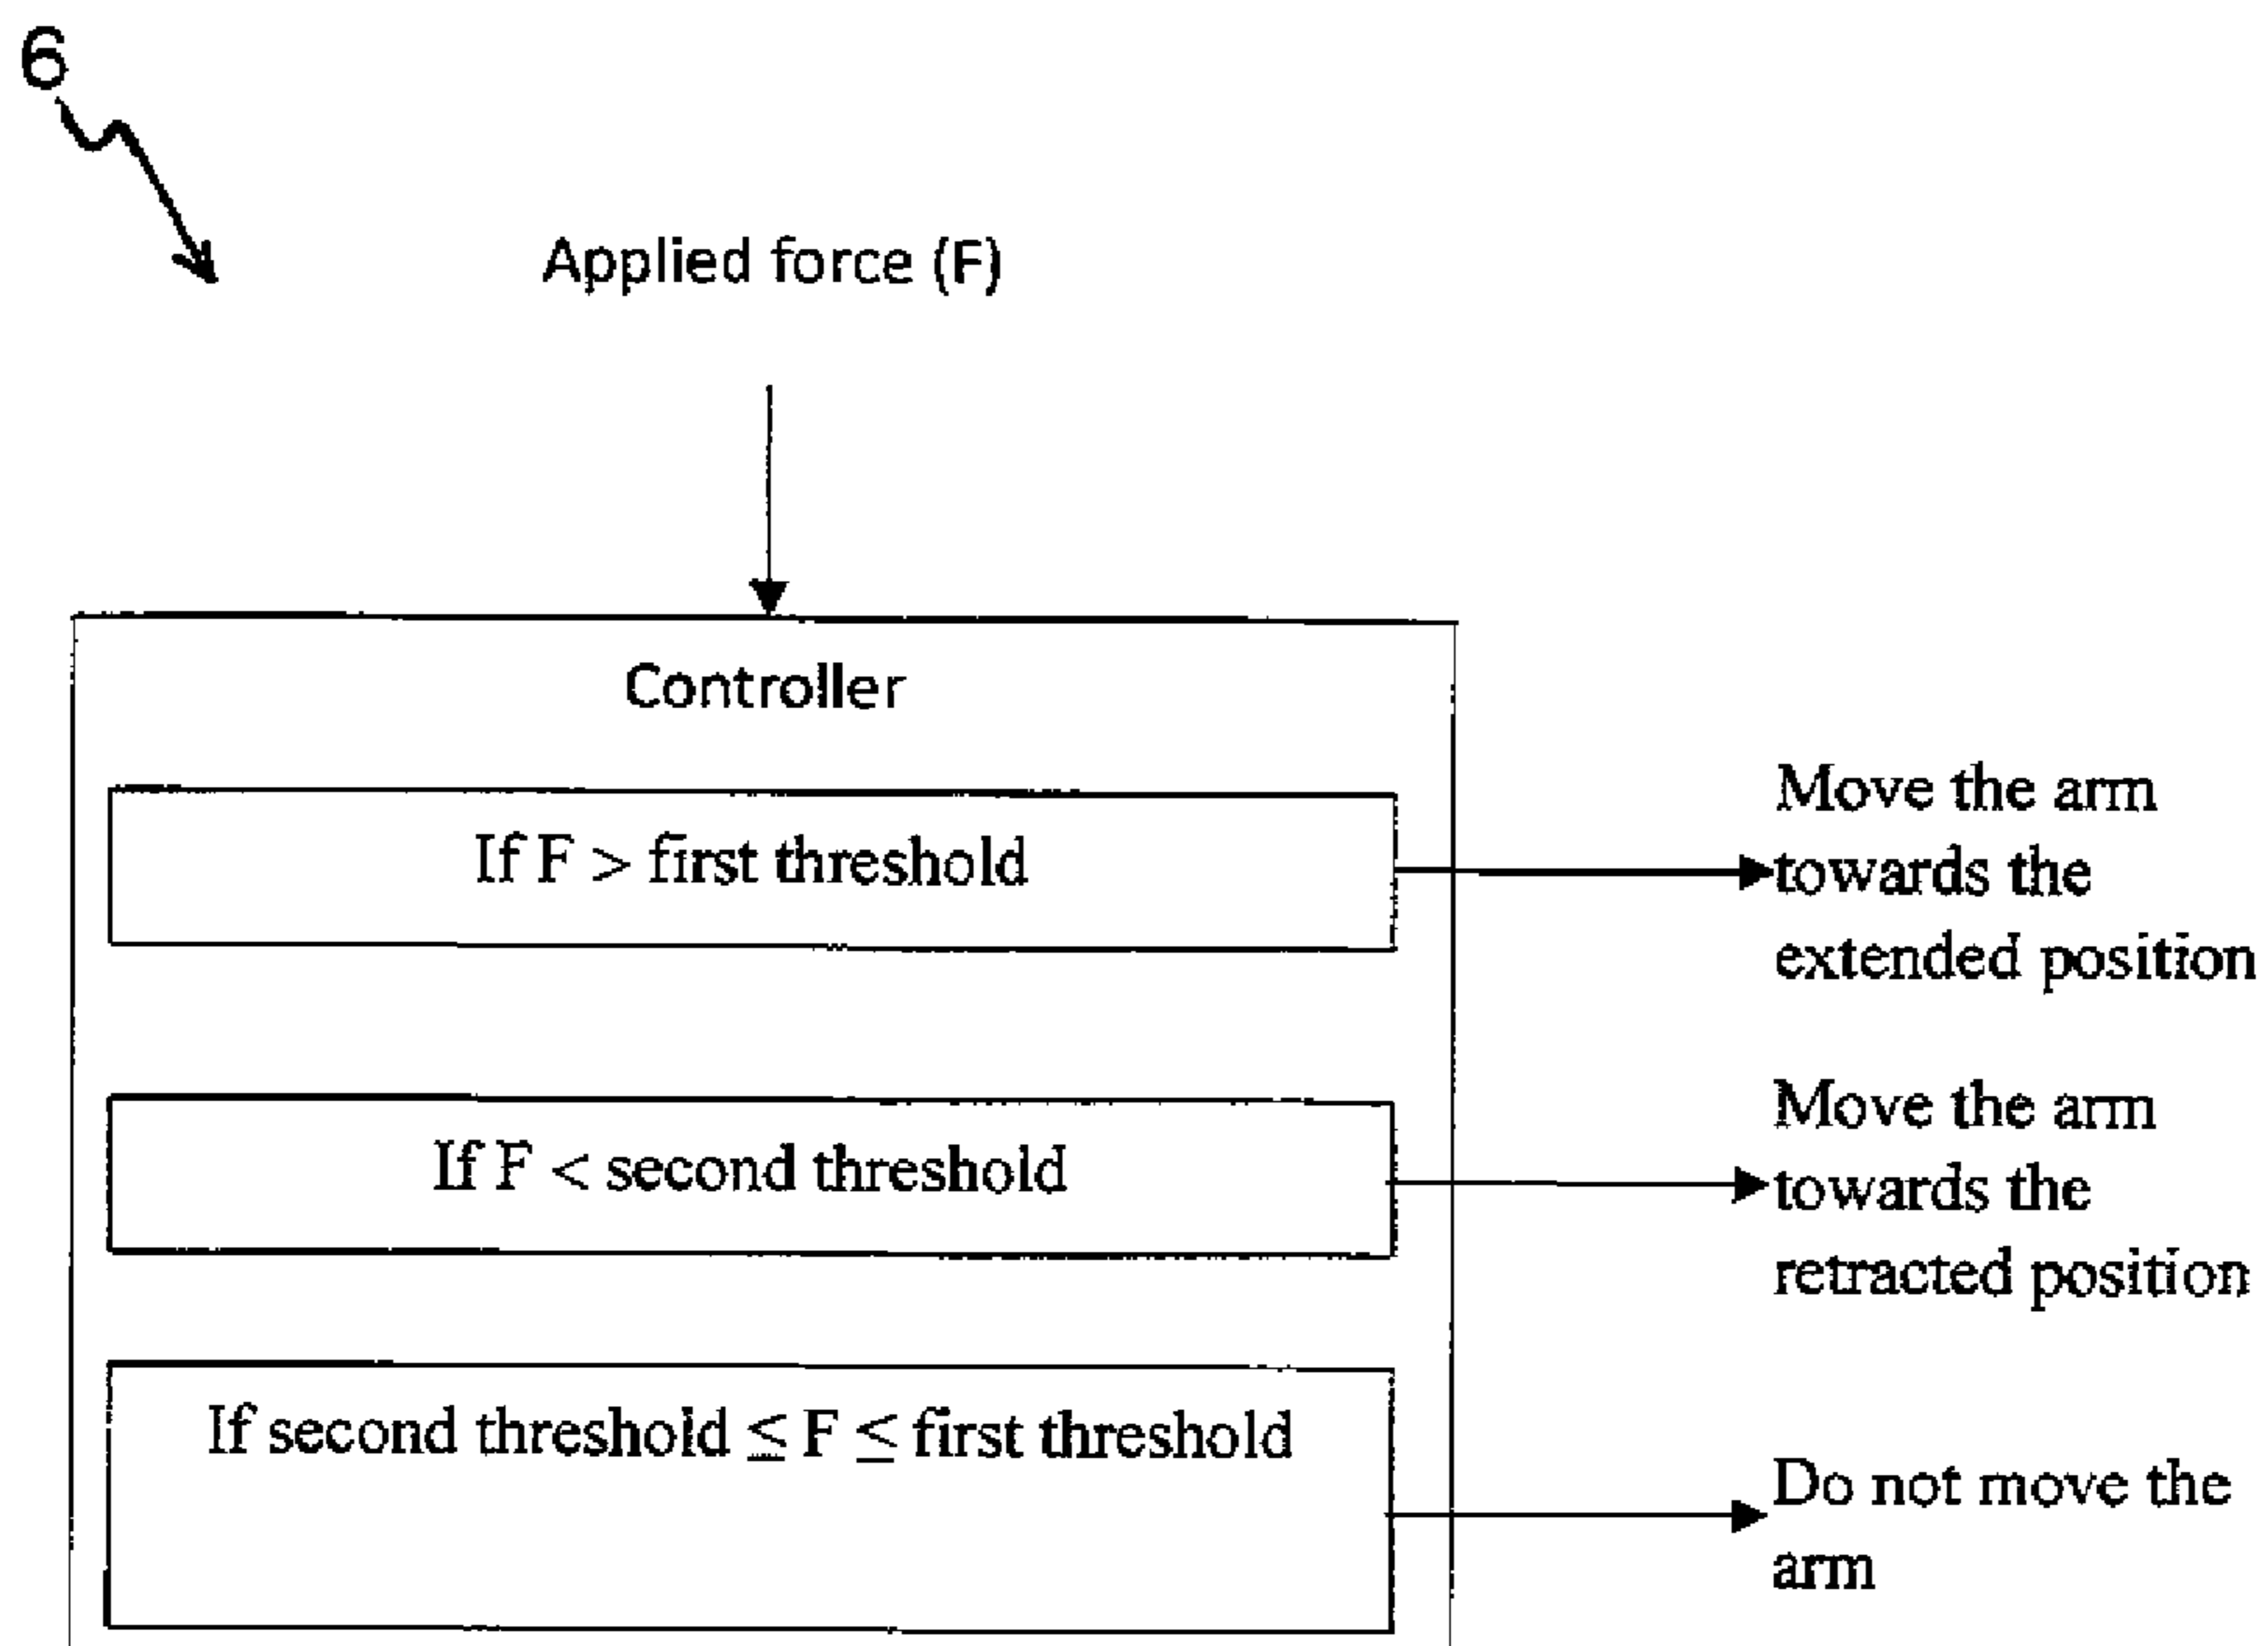 6
Applied force (F)
Controller
If F > first threshold
Move the arm
towards the
extended position
If F < second threshold
Move the arm
towards the
retracted position
If second threshold ≤ F ≤ first threshold
Do not move the
arm